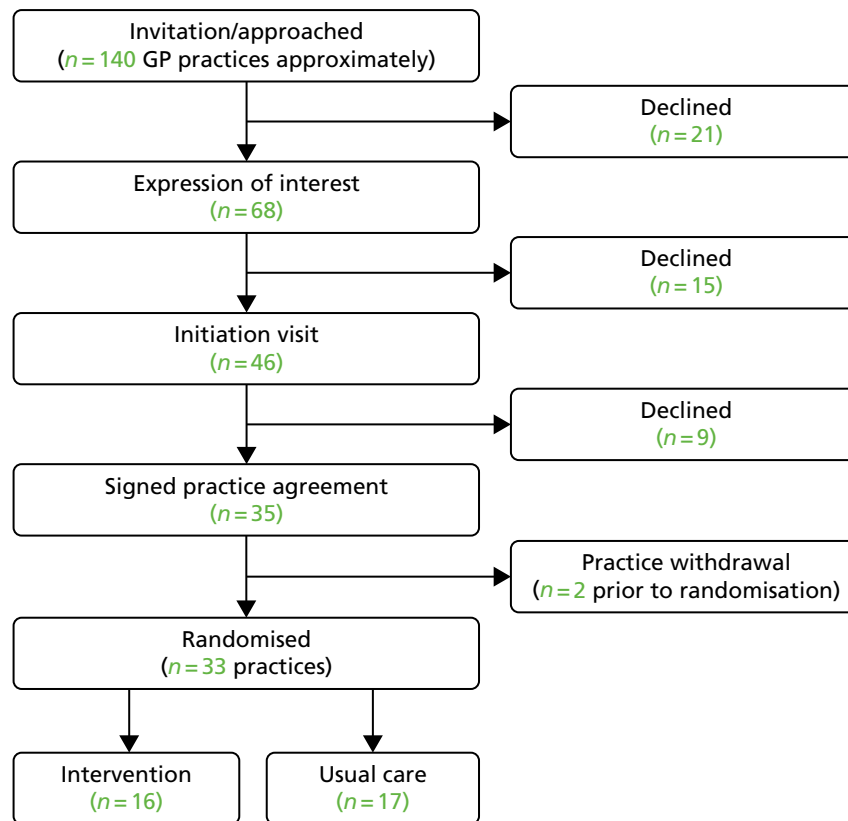 Invitation/approached
(n = 140 GP practices approximately)
Declined
(n = 21)
Expression of interest
(n = 68)
Declined
(n = 15)
Initiation visit
(n = 46)
Declined
(n = 9)
Signed practice agreement
(n = 35)
Practice withdrawal
(n = 2 prior to randomisation)
Randomised
(n = 33 practices)
Intervention
(n = 16)
Usual care
(n = 17)